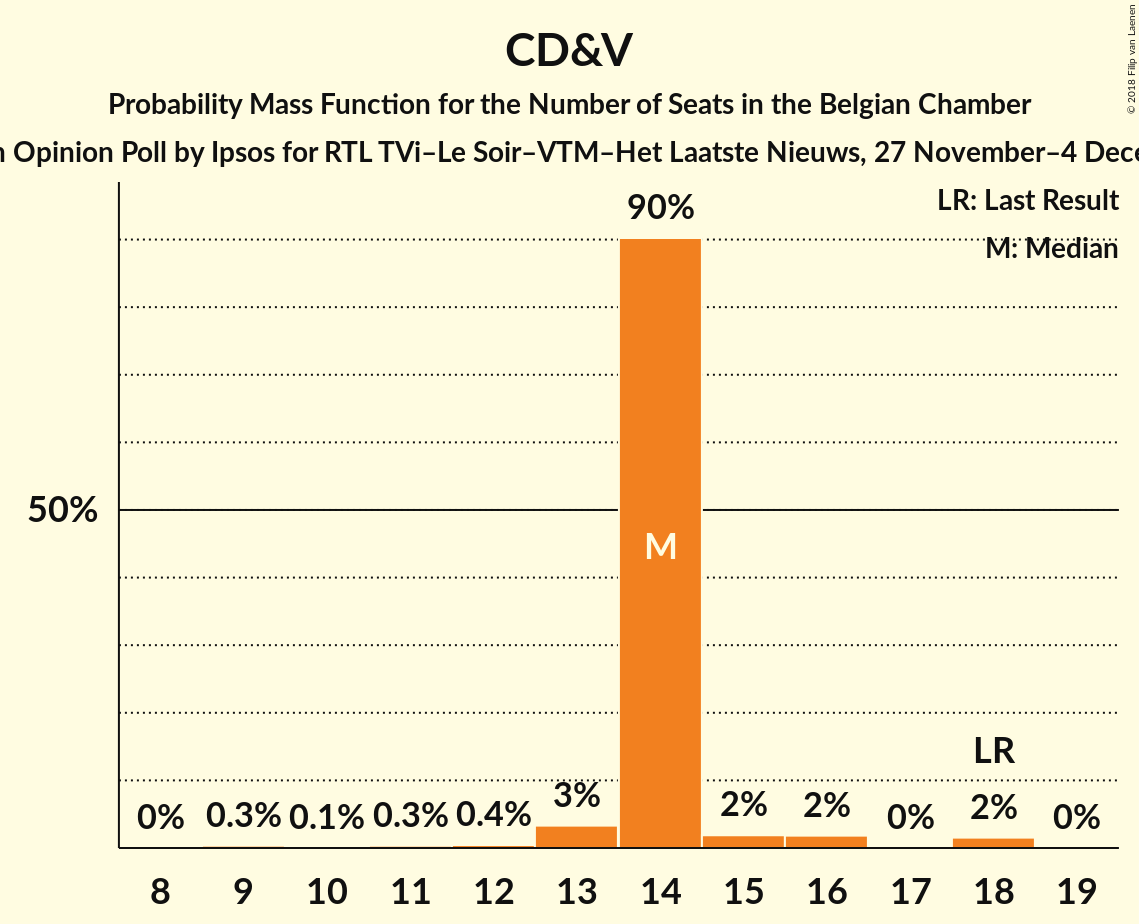 CD&V
© 2018 Filip van Laenen
Probability Mass Function for the Number of Seats in the Belgian Chamber
Opinion Poll by Ipsos for RTL TVi–Le Soir–VTM–Het Laatste Nieuws, 27 November–4
LR: Last Result
M: Median
90%
50%
M
LR
0% 0.3% 0.1% 0.3% 0.4% 3% 2% 2% 0% 2% 0%
8 9 10 11 12 13 14 15 16 17 18 19